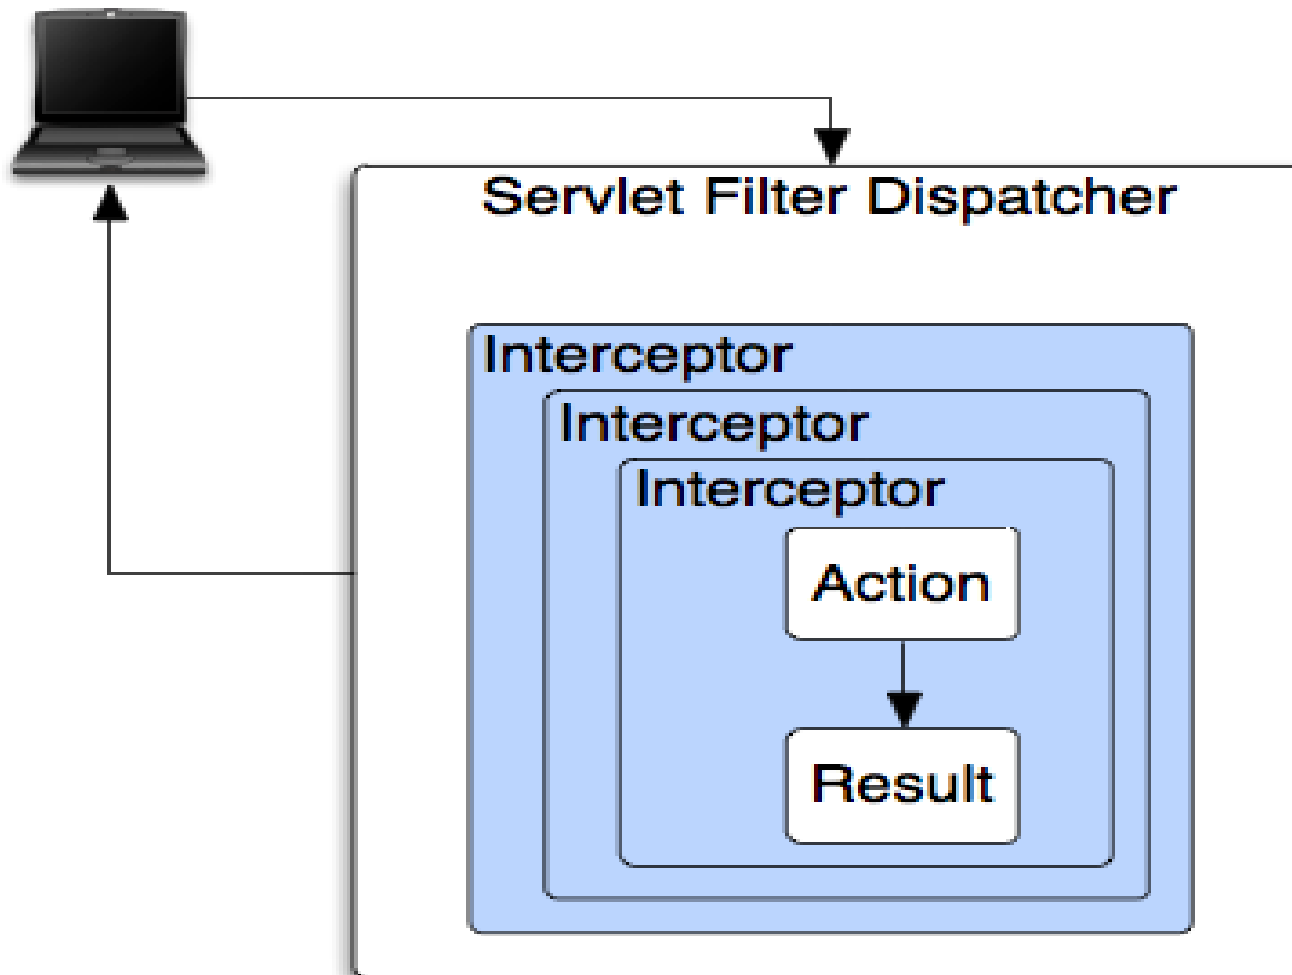 Servlet Filter Dispatcher
Interceptor
Interceptor
Interceptor
Action
Result